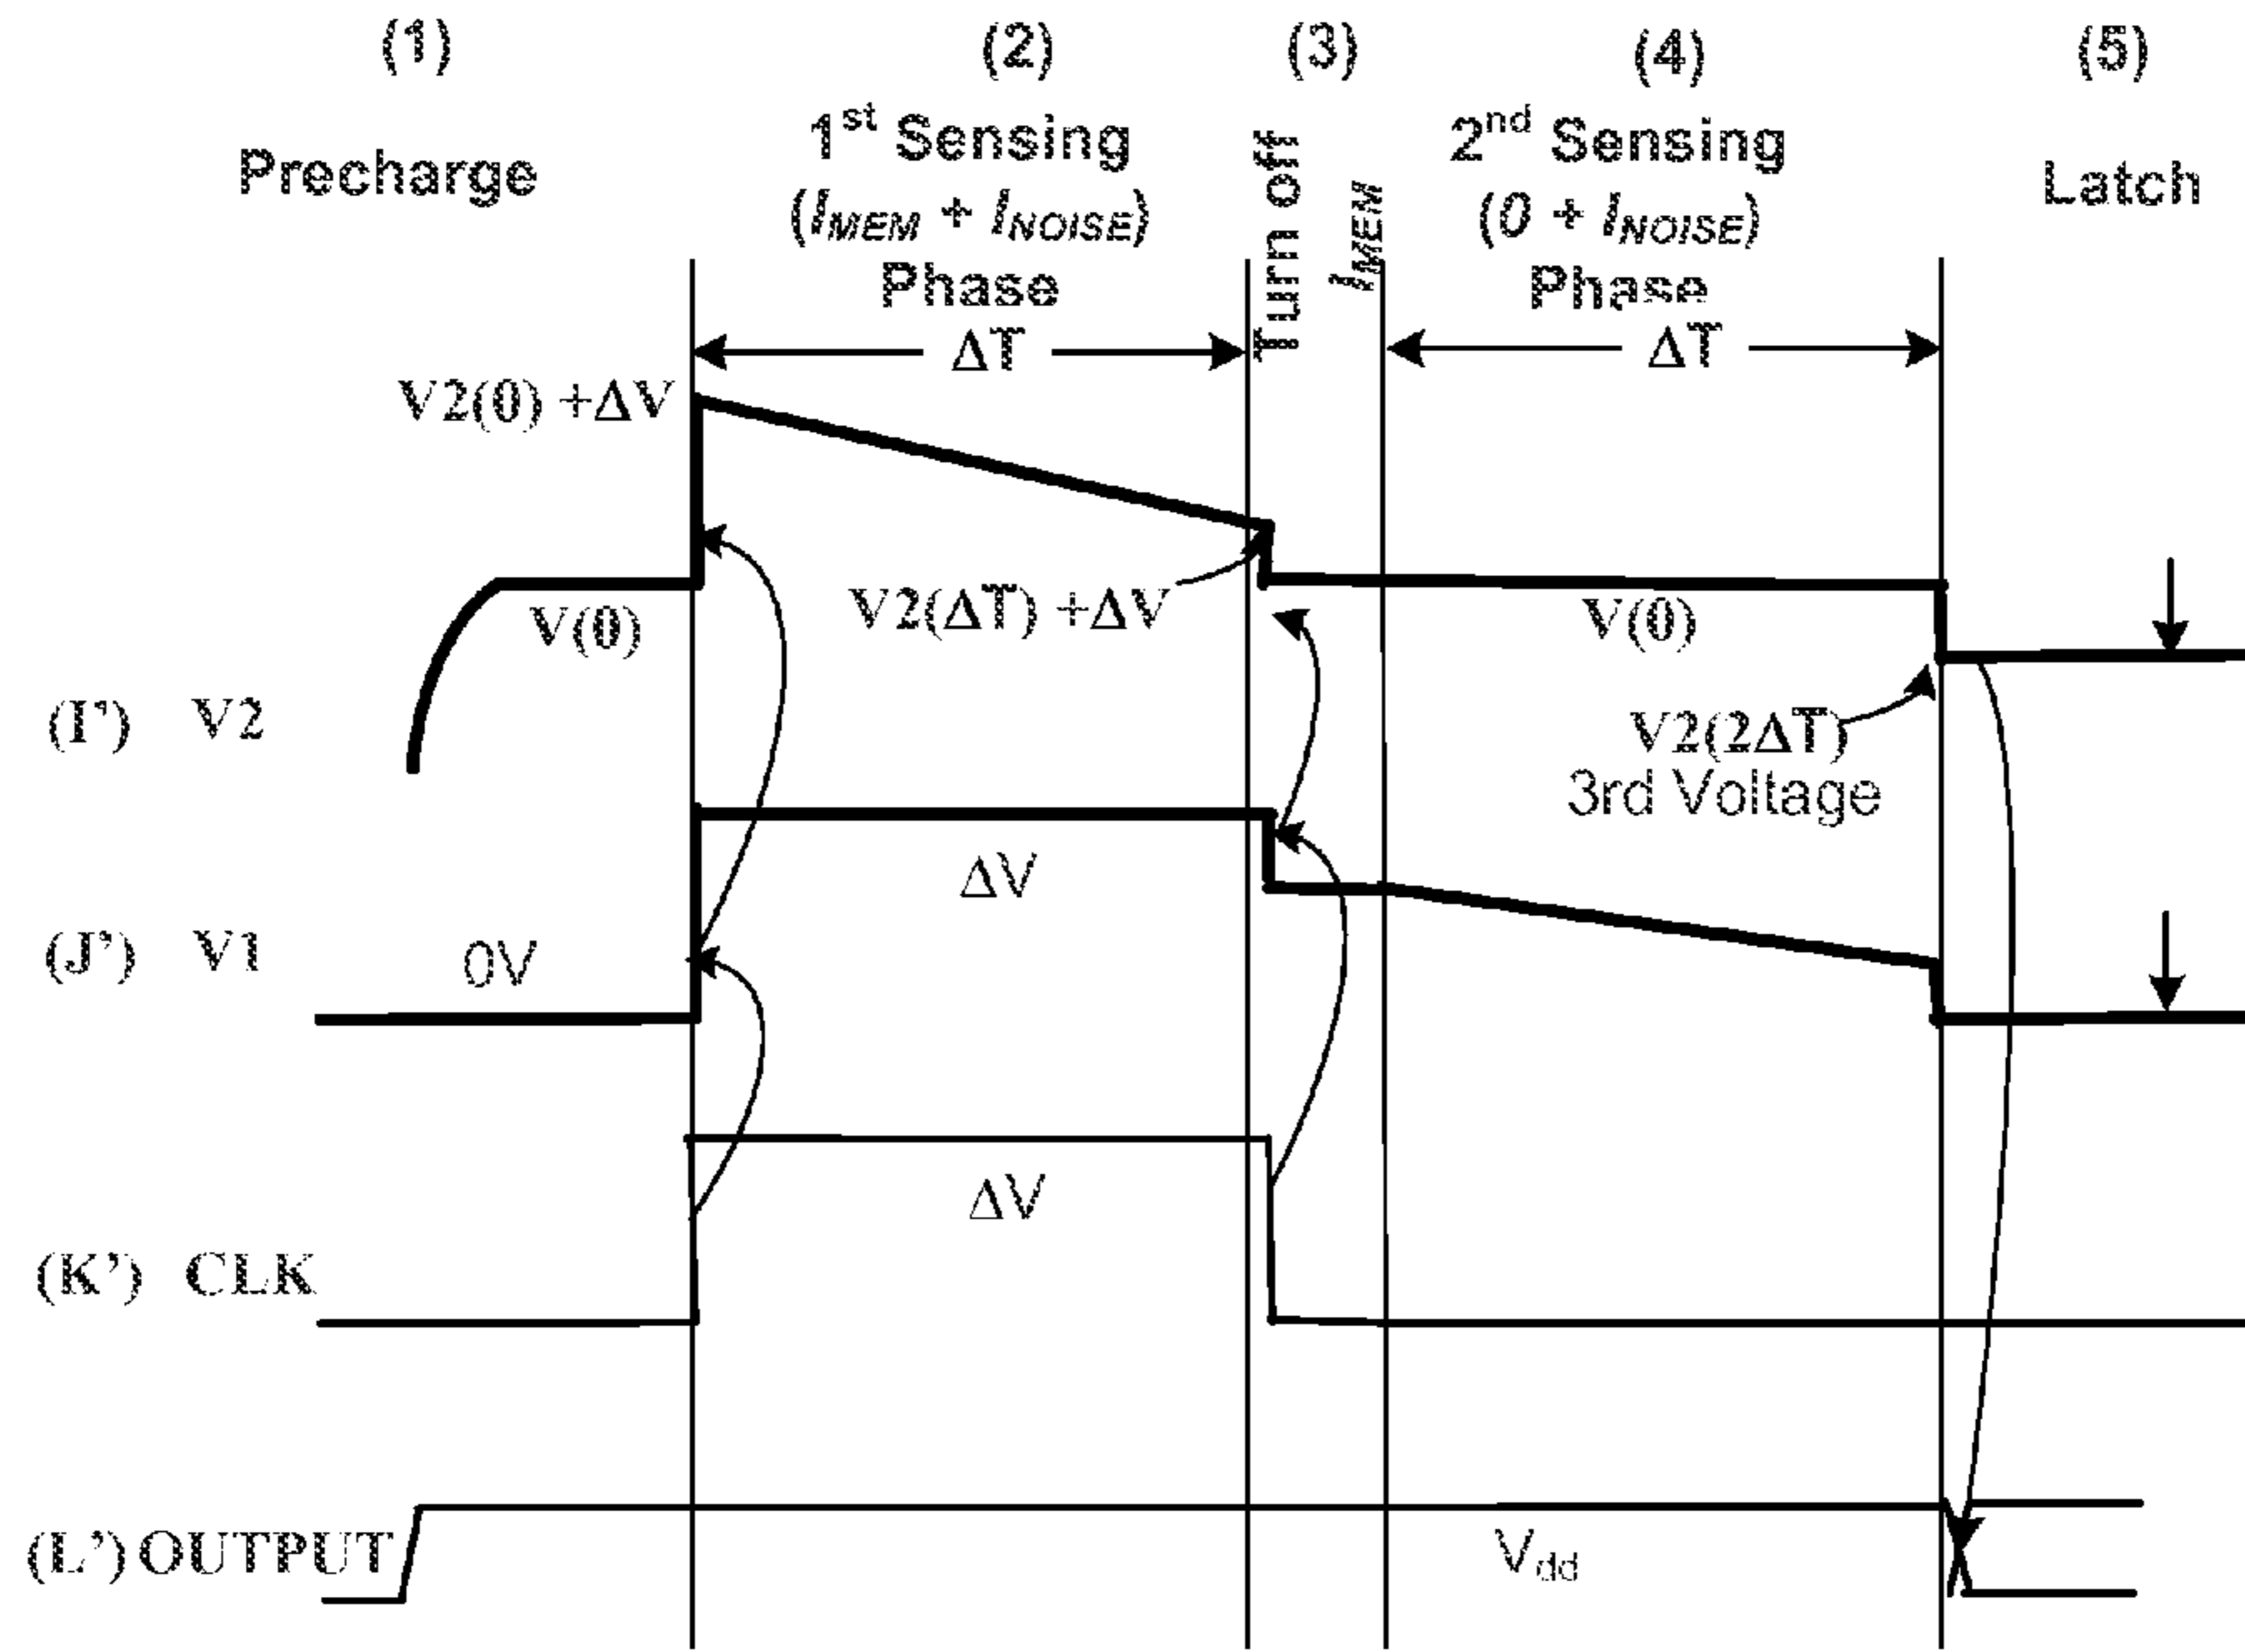 (1)
Precharge
(2)
1st Sensing
(IMEM + INOISE)
Phase
ΔT
(3)
Turn off
IMEM
(4)
2nd Sensing
(0 + INOISE)
Phase
ΔT
(5)
Latch
V2(0) +ΔV
V(0)
V2(ΔT) +ΔV
V(0)
(I’) V2
V2(2ΔT)
3rd Voltage
ΔV
(J’) V1
0V
ΔV
(K’) CLK
(L’) OUTPUT
Vdd